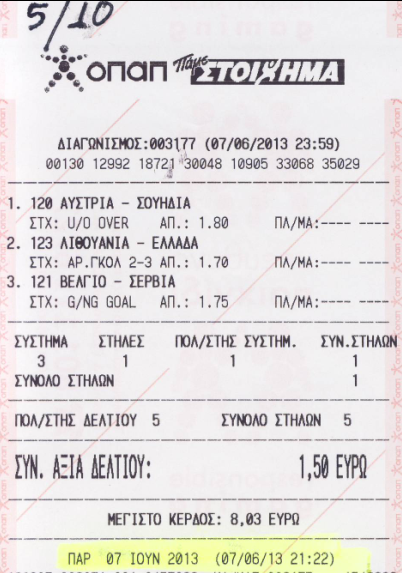 5/10
οπαπ Πάμε ΣΤΟΙΧΗΜΑ
ΔΙΑΓΩΝΙΣΜΟΣ:003177 (07/06/2013 23:59)
00130 12992 18721 30048 10905 33068 35029
1. 120 ΑΥΣΤΡΙΑ - ΣΟΥΗΔΙΑ
ΣΤΧ: U/O OVER ΑΠ.: 1.80 ΠΛ/ΜΑ:---- ----
2. 123 ΛΙΘΟΥΑΝΙΑ - ΕΛΛΑΔΑ
ΣΤΧ: ΑΡ.ΓΚΟΛ 2-3 ΑΠ.: 1.70 ΠΛ/ΜΑ:---- ----
3. 121 ΒΕΛΓΙΟ - ΣΕΡΒΙΑ
ΣΤΧ: G/NG GOAL ΑΠ.: 1.75 ΠΛ/ΜΑ:---- ----
ΣΥΣΤΗΜΑ ΣΤΗΛΕΣ ΠΟΛ/ΣΤΗΣ ΣΥΣΤΗΜ. ΣΥΝ.ΣΤΗΛΩΝ
3 1 1 1
ΣΥΝΟΛΟ ΣΤΗΛΩΝ 1
ΠΟΛ/ΣΤΗΣ ΔΕΛΤΙΟΥ 5 ΣΥΝΟΛΟ ΣΤΗΛΩΝ 5
ΣΥΝ. ΑΞΙΑ ΔΕΛΤΙΟΥ: 1,50 ΕΥΡΩ
ΜΕΓΙΣΤΟ ΚΕΡΔΟΣ: 8,03 ΕΥΡΩ
ΠΑΡ 07 ΙΟΥΝ 2013 (07/06/13 21:22)